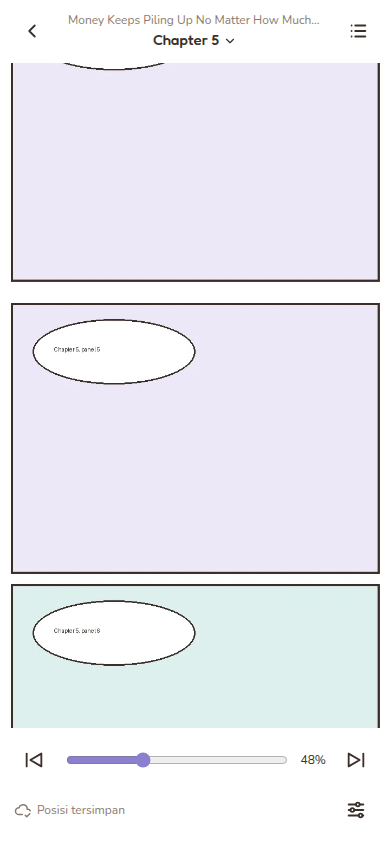 Money Keeps Piling Up No Matter How Much...
Chapter 5
Chapter 5, panel 5
Chapter 5, panel 6
48%
Posisi tersimpan